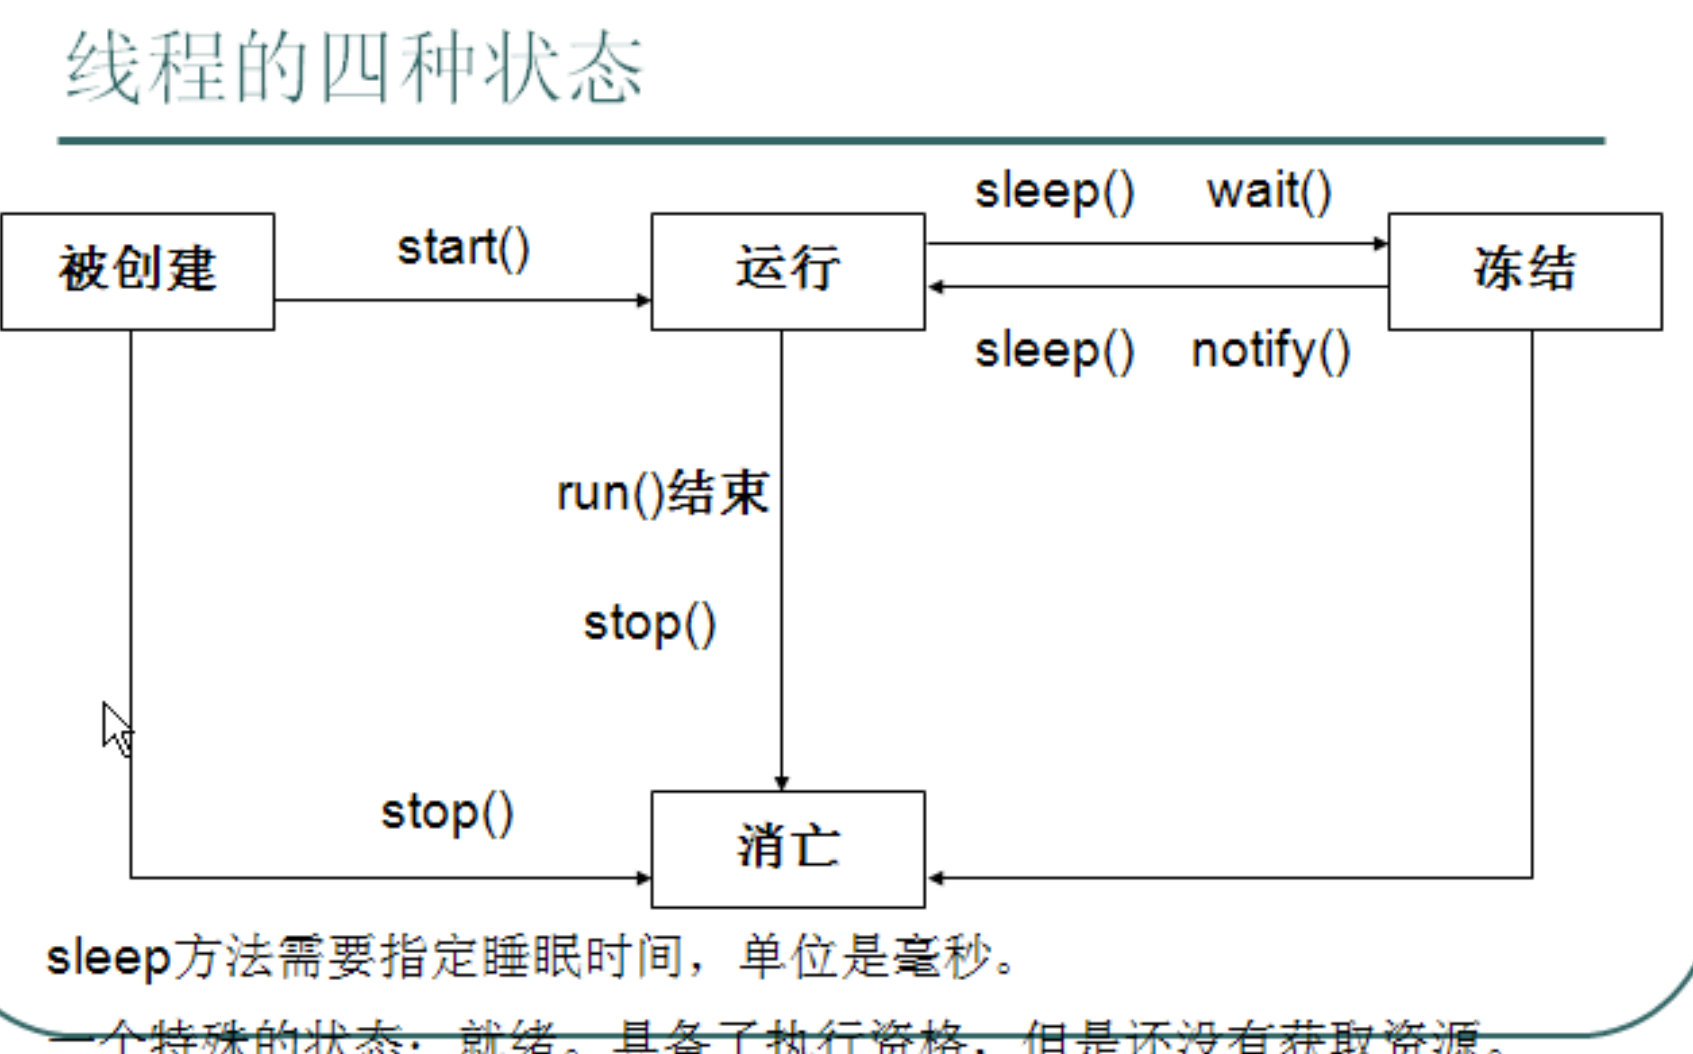 线程的四种状态
sleep() wait()
被创建 start() 运行 冻结
sleep() notify()
run()结束
stop()
stop()
消亡
sleep方法需要指定睡眠时间，单位是毫秒。
一个特殊的状态：就绪。具备了执行资格，但是还没有获取资源。